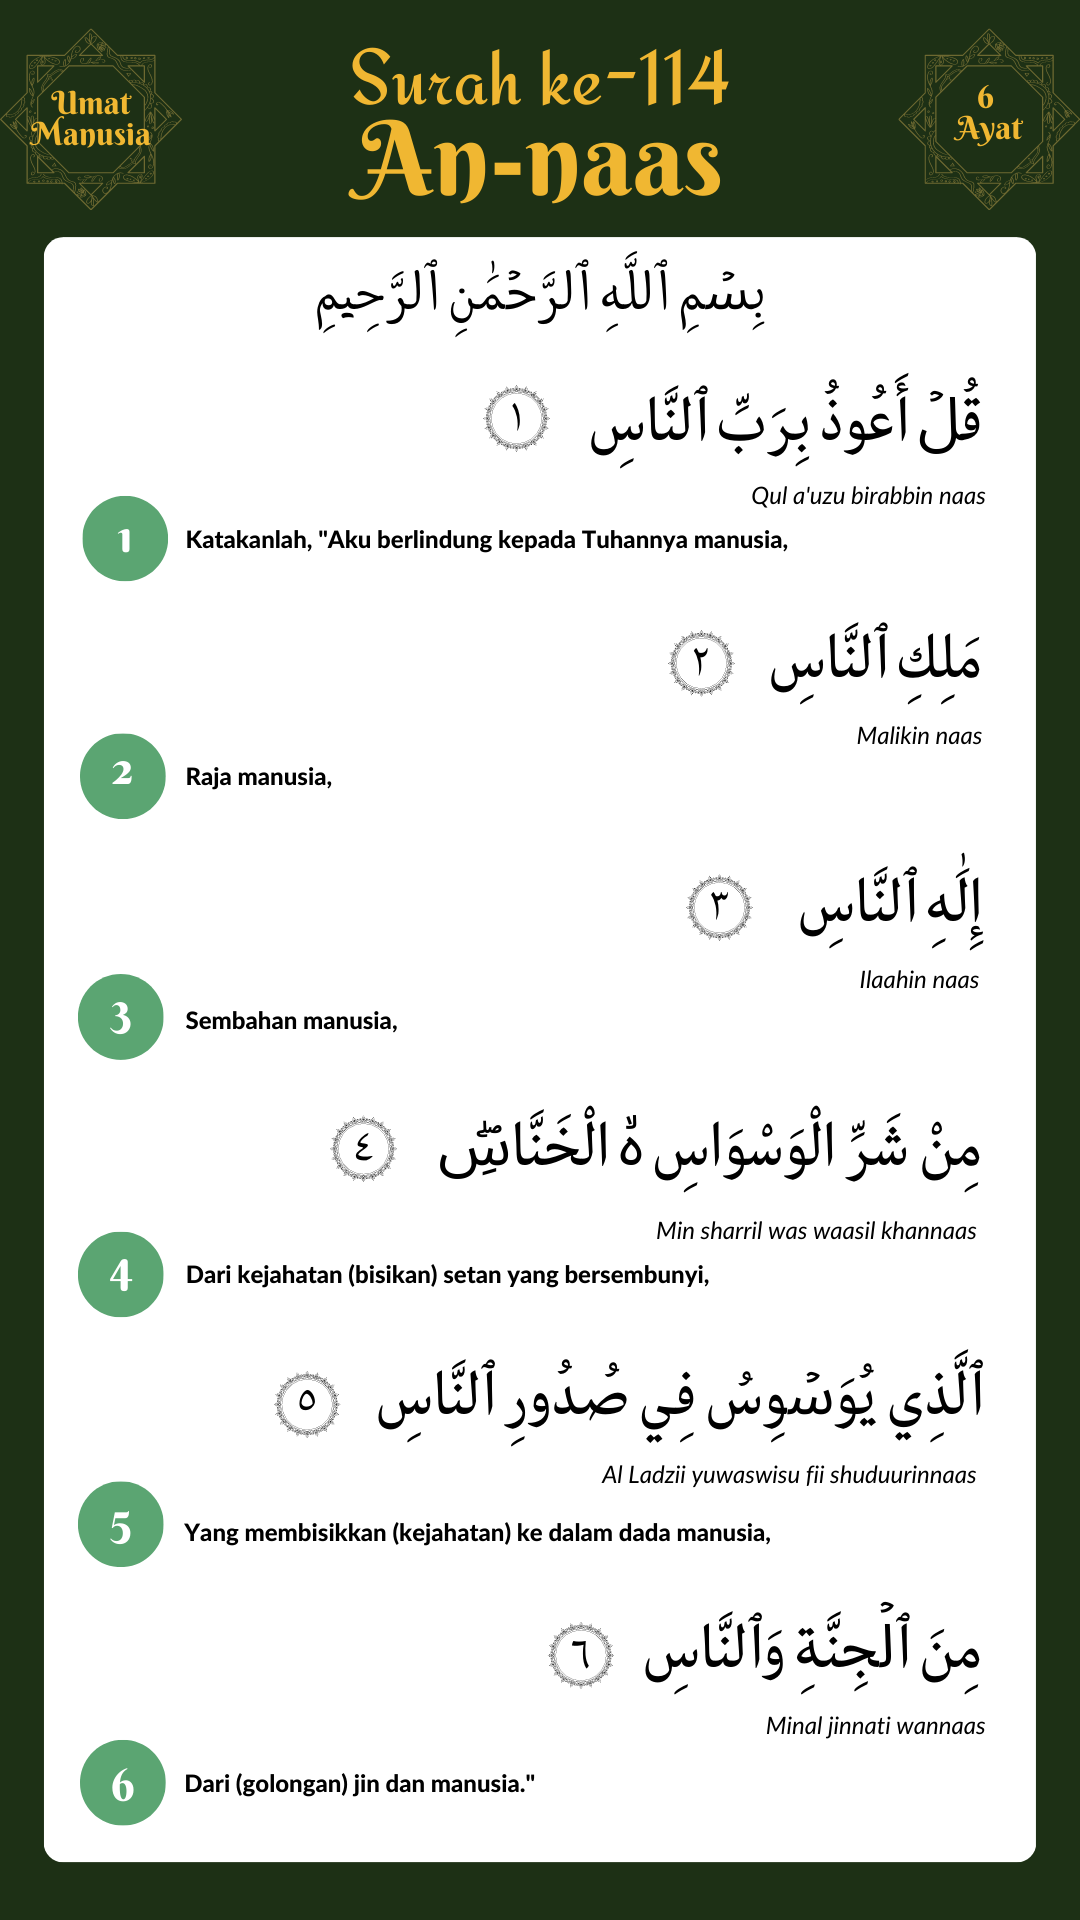 Umat
Manusia
Surah ke-114
An-naas
6
Ayat
بِسْمِ ٱللَّهِ ٱلرَّحْمَٰنِ ٱلرَّحِيمِ
قُلْ أَعُوذُ بِرَبِّ ٱلنَّاسِ ١
Qul a'uzu birabbin naas
1 Katakanlah, "Aku berlindung kepada Tuhannya manusia,
مَلِكِ ٱلنَّاسِ ٢
Malikin naas
2 Raja manusia,
إِلَٰهِ ٱلنَّاسِ ٣
Ilaahin naas
3 Sembahan manusia,
مِنْ شَرِّ الْوَسْوَاسِ ەۙ الْخَنَّاسِۖ ٤
Min sharril was waasil khannaas
4 Dari kejahatan (bisikan) setan yang bersembunyi,
ٱلَّذِي يُوَسْوِسُ فِي صُدُورِ ٱلنَّاسِ ٥
Al Ladzii yuwaswisu fii shuduurinnaas
5 Yang membisikkan (kejahatan) ke dalam dada manusia,
مِنَ ٱلْجِنَّةِ وَٱلنَّاسِ ٦
Minal jinnati wannaas
6 Dari (golongan) jin dan manusia."